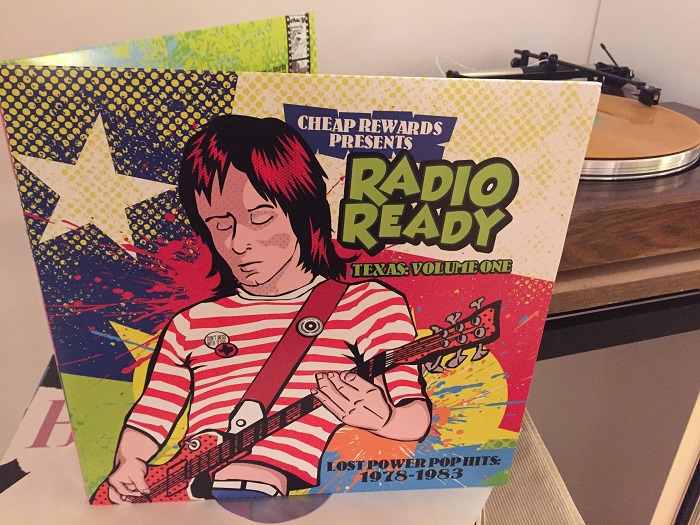 CHEAP REWARDS
PRESENTS
RADIO
READY
TEXAS: VOLUME ONE
LOST POWER POP HITS:
1978-1983